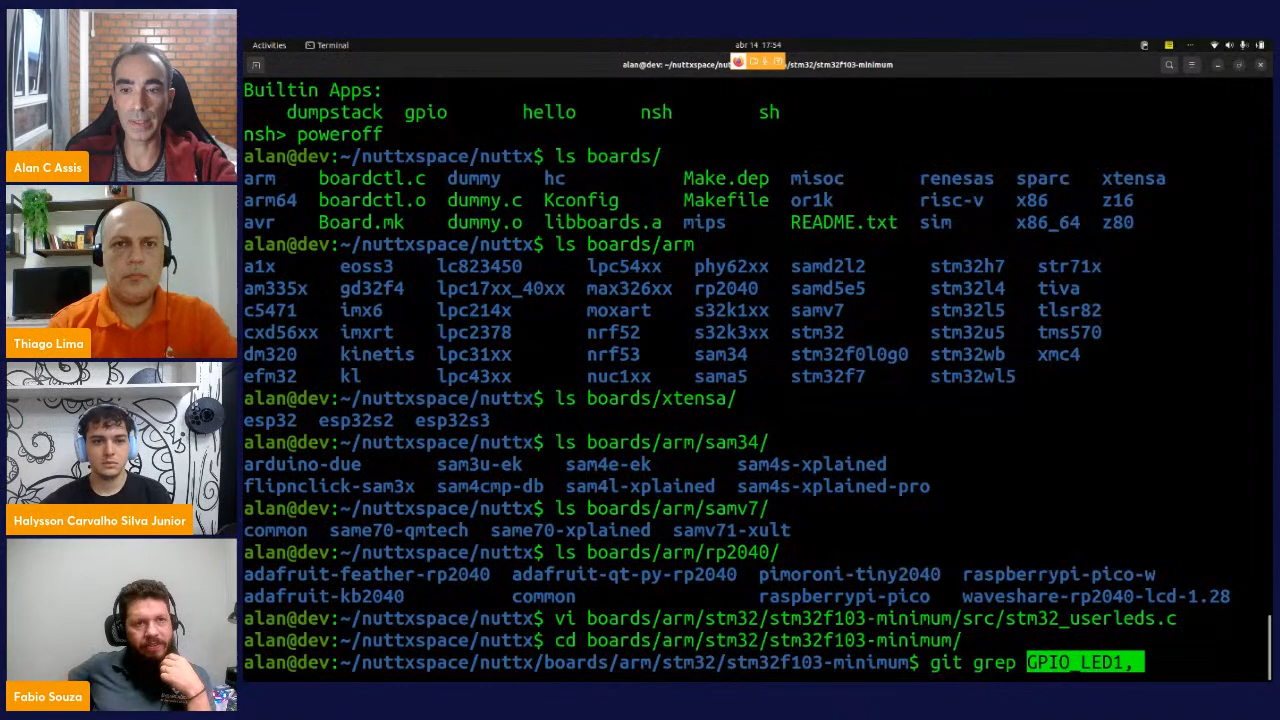 Activities Terminal abr 14 17:54
alan@dev: ~/nuttxspace/nut /stm32/stm32f103-minimum
Builtin Apps:
dumpstack gpio hello nsh sh
nsh> poweroff
alan@dev:~/nuttxspace/nuttx$ ls boards/
arm boardctl.c dummy hc Make.dep misoc renesas sparc xtensa
arm64 boardctl.o dummy.c Kconfig Makefile or1k risc-v x86 z16
avr Board.mk dummy.o libboards.a mips README.txt sim x86_64 z80
alan@dev:~/nuttxspace/nuttx$ ls boards/arm
a1x eoss3 lc823450 lpc54xx phy62xx samd2l2 stm32h7 str71x
am335x gd32f4 lpc17xx_40xx max326xx rp2040 samd5e5 stm32l4 tiva
c5471 imx6 lpc214x moxart s32k1xx samv7 stm32l5 tlsr82
cxd56xx imxrt lpc2378 nrf52 s32k3xx stm32 stm32u5 tms570
dm320 kinetis lpc31xx nrf53 sam34 stm32f0l0g0 stm32wb xmc4
efm32 kl lpc43xx nuc1xx sama5 stm32f7 stm32wl5
alan@dev:~/nuttxspace/nuttx$ ls boards/xtensa/
esp32 esp32s2 esp32s3
alan@dev:~/nuttxspace/nuttx$ ls boards/arm/sam34/
arduino-due sam3u-ek sam4e-ek sam4s-xplained
flipnclick-sam3x sam4cmp-db sam4l-xplained sam4s-xplained-pro
alan@dev:~/nuttxspace/nuttx$ ls boards/arm/samv7/
common same70-qmtech same70-xplained samv71-xult
alan@dev:~/nuttxspace/nuttx$ ls boards/arm/rp2040/
adafruit-feather-rp2040 adafruit-qt-py-rp2040 pimoroni-tiny2040 raspberrypi-pico-w
adafruit-kb2040 common raspberrypi-pico waveshare-rp2040-lcd-1.28
alan@dev:~/nuttxspace/nuttx$ vi boards/arm/stm32/stm32f103-minimum/src/stm32_userleds.c
alan@dev:~/nuttxspace/nuttx$ cd boards/arm/stm32/stm32f103-minimum/
alan@dev:~/nuttxspace/nuttx/boards/arm/stm32/stm32f103-minimum$ git grep GPIO_LED1,
Alan C Assis
Thiago Lima
Halysson Carvalho Silva Junior
Fabio Souza